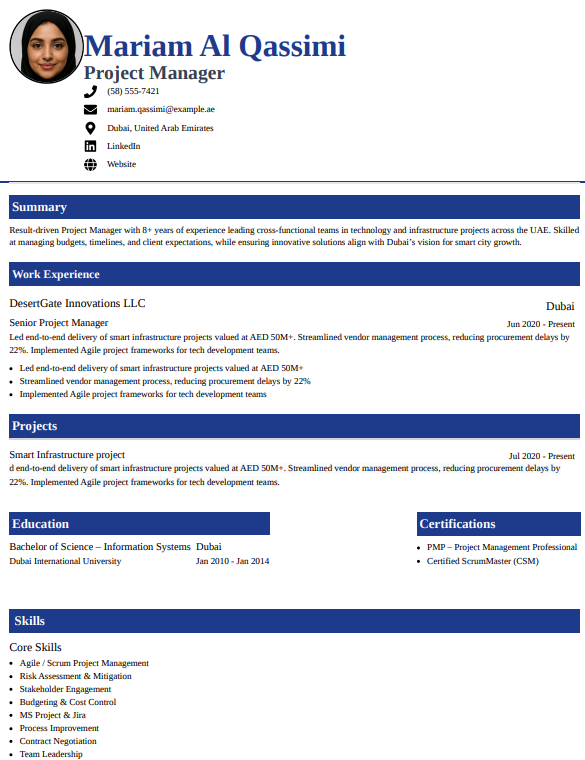 Mariam Al Qassimi
Project Manager
(58) 555-7421
mariam.qassimi@example.ae
Dubai, United Arab Emirates
LinkedIn
Website
Summary
Result-driven Project Manager with 8+ years of experience leading cross-functional teams in technology and infrastructure projects across the UAE. Skilled
at managing budgets, timelines, and client expectations, while ensuring innovative solutions align with Dubai's vision for smart city growth.
Work Experience
DesertGate Innovations LLC
Dubai
Senior Project Manager
Jun 2020 - Present
Led end-to-end delivery of smart infrastructure projects valued at AED 50M+. Streamlined vendor management process, reducing procurement delays by
22%. Implemented Agile project frameworks for tech development teams.
• Led end-to-end delivery of smart infrastructure projects valued at AED 50M+
• Streamlined vendor management process, reducing procurement delays by 22%
• Implemented Agile project frameworks for tech development teams
Projects
Smart Infrastructure project
Jul 2020 - Present
d end-to-end delivery of smart infrastructure projects valued at AED 50M+. Streamlined vendor management process, reducing procurement delays by
22%. Implemented Agile project frameworks for tech development teams.
Education
Bachelor of Science – Information Systems Dubai
Dubai International University Jan 2010 - Jan 2014
Certifications
• PMP – Project Management Professional
• Certified ScrumMaster (CSM)
Skills
Core Skills
• Agile / Scrum Project Management
• Risk Assessment & Mitigation
• Stakeholder Engagement
• Budgeting & Cost Control
• MS Project & Jira
• Process Improvement
• Contract Negotiation
• Team Leadership